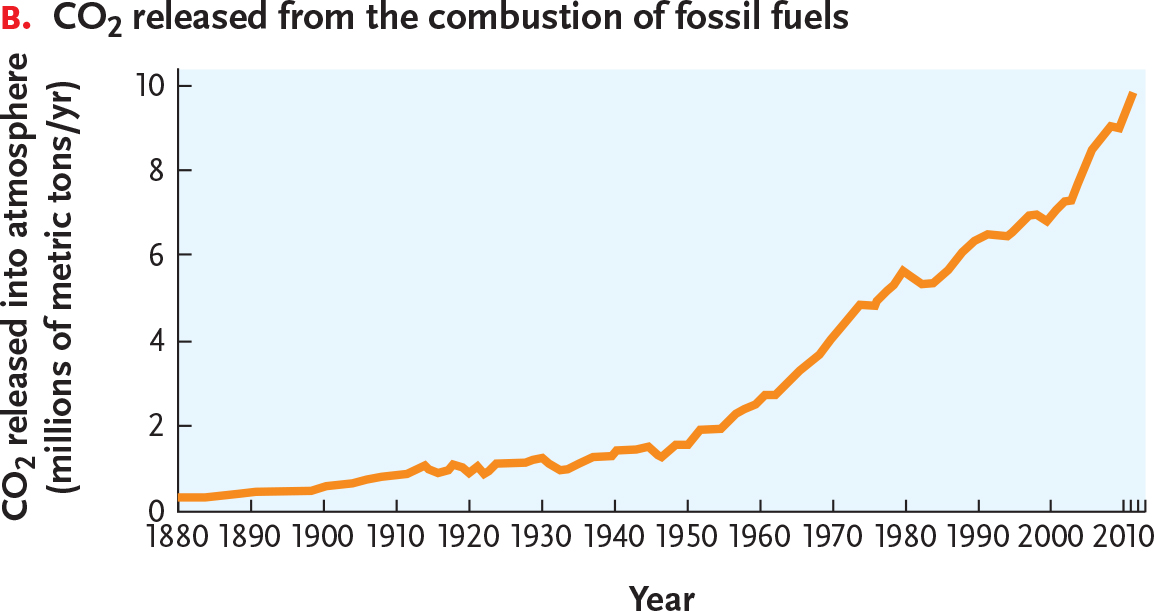 B. CO2 released from the combustion of fossil fuels
CO2 released into atmosphere
(millions of metric tons/yr)
10
8
6
4
2
0
1880 1890 1900 1910 1920 1930 1940 1950 1960 1970 1980 1990 2000 2010
Year